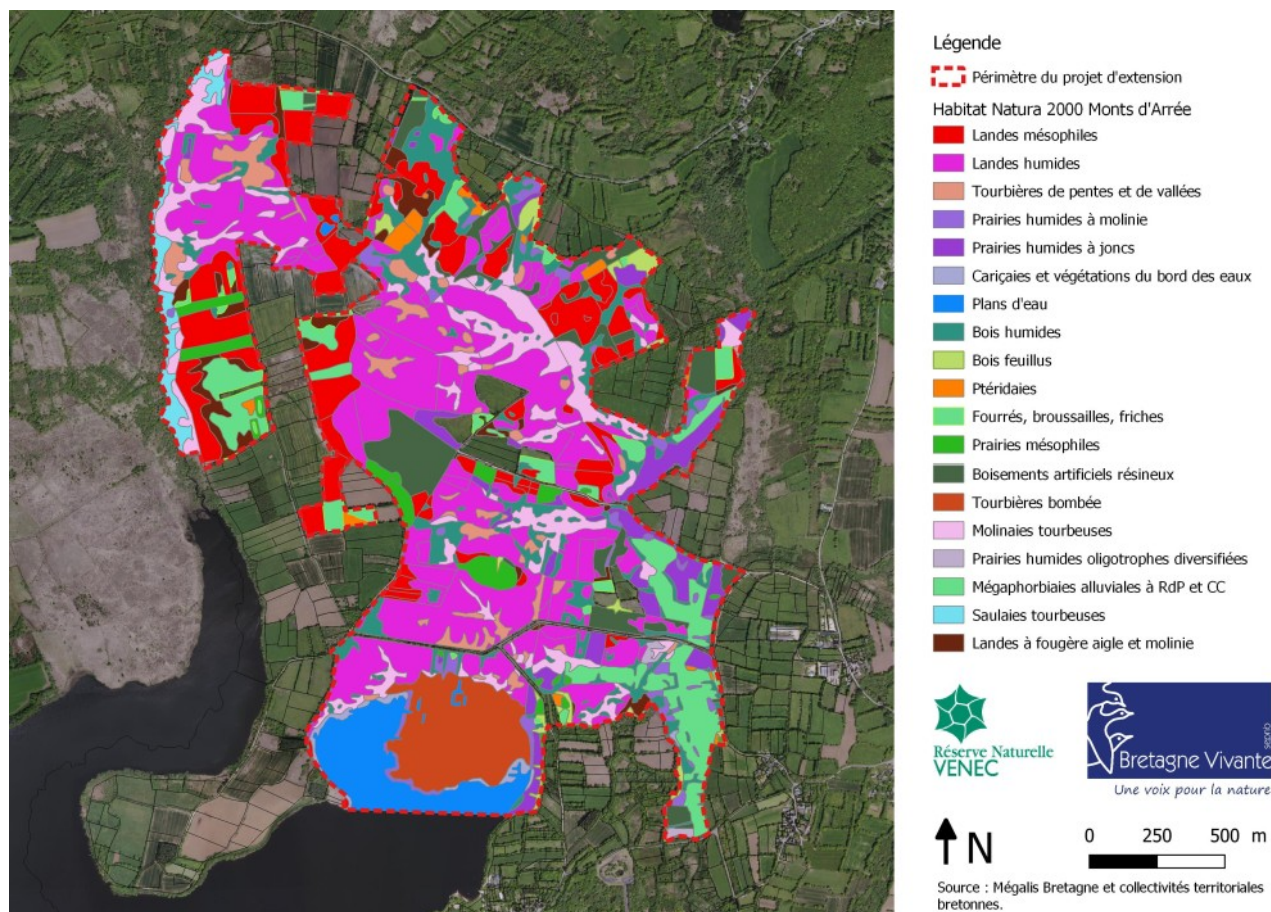 Légende
Périmètre du projet d'extension
Habitat Natura 2000 Monts d'Arrée
Landes mésophiles
Landes humides
Tourbières de pentes et de vallées
Prairies humides à molinie
Prairies humides à joncs
Cariçaies et végétations du bord des eaux
Plans d'eau
Bois humides
Bois feuillus
Ptéridaies
Fourrés, broussailles, friches
Prairies mésophiles
Boisements artificiels résineux
Tourbières bombée
Molinaies tourbeuses
Prairies humides oligotrophes diversifiées
Mégaphorbiaies alluviales à RdP et CC
Saulaies tourbeuses
Landes à fougère aigle et molinie
Réserve Naturelle
VENEC
Bretagne Vivante
sepnb
Une voix pour la nature
N
0 250 500 m
Source : Mégalis Bretagne et collectivités territoriales
bretonnes.